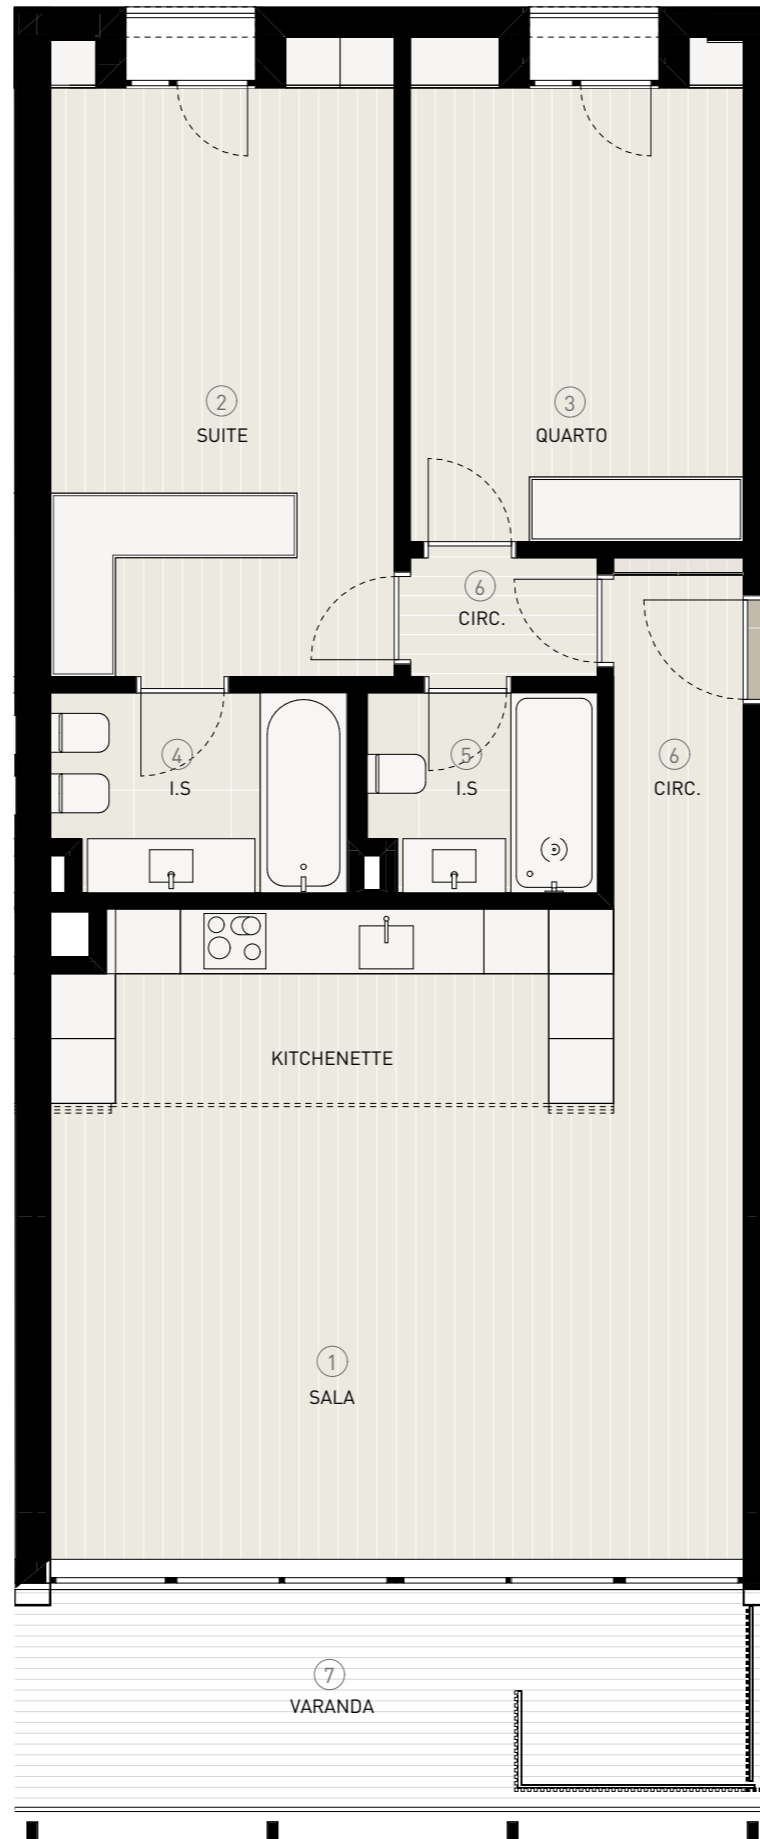 2
SUITE
3
QUARTO
6
CIRC.
4
I.S
5
I.S
6
CIRC.
KITCHENETTE
1
SALA
7
VARANDA